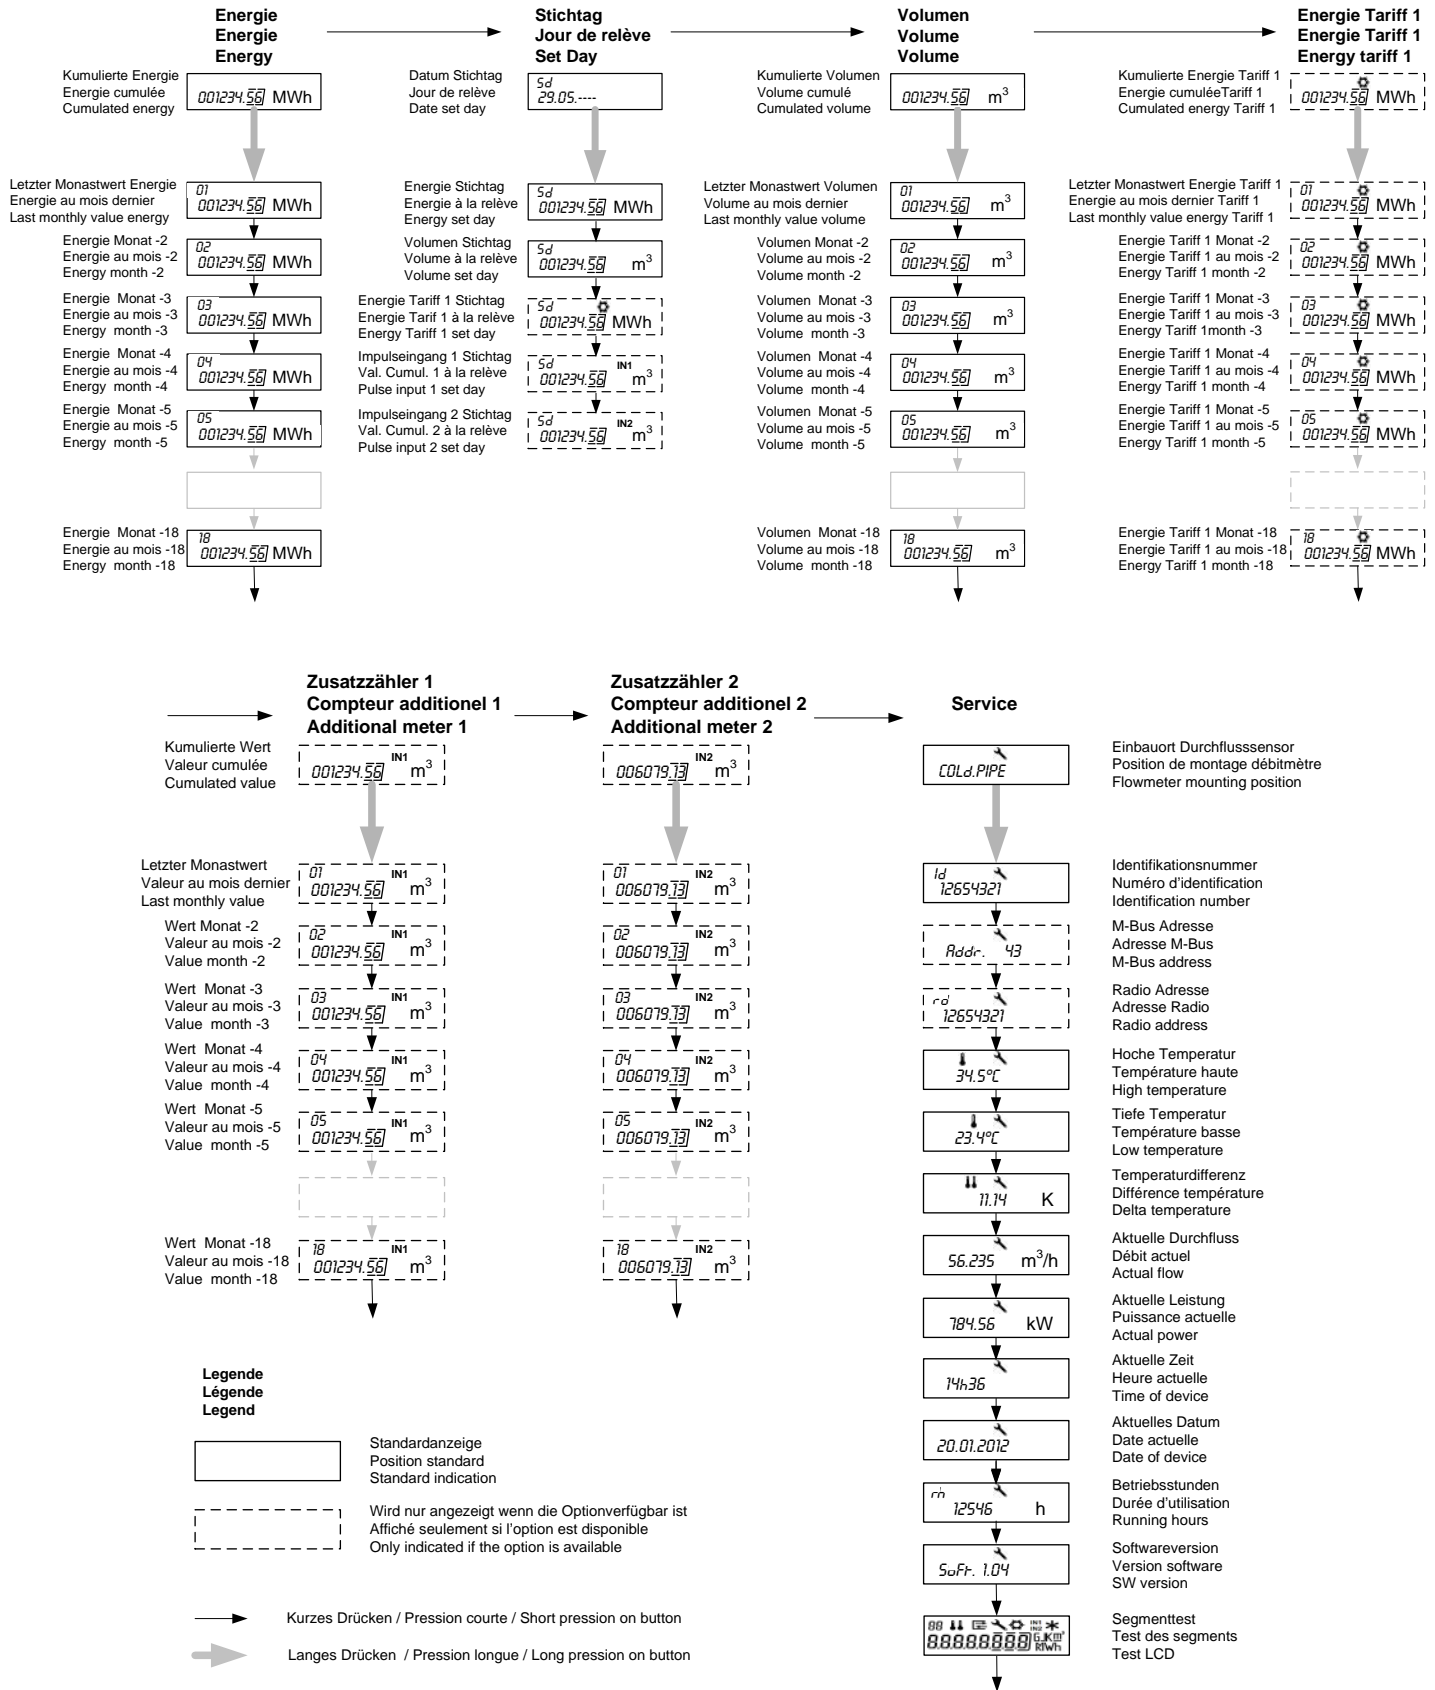 Energie
Energie
Energy
Kumulierte Energie
Energie cumulée
Cumulated energy
001234.56 MWh
Letzter Monastwert Energie
Energie au mois dernier
Last monthly value energy
01
001234.56 MWh
Energie Monat -2
Energie au mois -2
Energy month -2
02
001234.56 MWh
Energie Monat -3
Energie au mois -3
Energy month -3
03
001234.56 MWh
Energie Monat -4
Energie au mois -4
Energy month -4
04
001234.56 MWh
Energie Monat -5
Energie au mois -5
Energy month -5
05
001234.56 MWh
Energie Monat -18
Energie au mois -18
Energy month -18
18
001234.56 MWh
Stichtag
Jour de relève
Set Day
Datum Stichtag
Jour de relève
Date set day
Sd
29.05.----
Energie Stichtag
Energie à la relève
Energy set day
Sd
001234.56 MWh
Volumen Stichtag
Volume à la relève
Volume set day
Sd
001234.56 m³
Energie Tariff 1 Stichtag
Energie Tarif 1 à la relève
Energy Tariff 1 set day
Sd
001234.56 MWh
Impulseingang 1 Stichtag
Val. Cumul. 1 à la relève
Pulse input 1 set day
Sd IN1
001234.56 m³
Impulseingang 2 Stichtag
Val. Cumul. 2 à la relève
Pulse input 2 set day
Sd IN2
001234.56 m³
Volumen
Volume
Volume
Kumulierte Volumen
Volume cumulé
Cumulated volume
001234.56 m³
Letzter Monastwert Volumen
Volume au mois dernier
Last monthly value volume
01
001234.56 m³
Volumen Monat -2
Volume au mois -2
Volume month -2
02
001234.56 m³
Volumen Monat -3
Volume au mois -3
Volume month -3
03
001234.56 m³
Volumen Monat -4
Volume au mois -4
Volume month -4
04
001234.56 m³
Volumen Monat -5
Volume au mois -5
Volume month -5
05
001234.56 m³
Volumen Monat -18
Volume au mois -18
Volume month -18
18
001234.56 m³
Energie Tariff 1
Energie Tariff 1
Energy tariff 1
Kumulierte Energie Tariff 1
Energie cumuléeTariff 1
Cumulated energy Tariff 1
001234.56 MWh
Letzter Monastwert Energie Tariff 1
Energie au mois dernier Tariff 1
Last monthly value energy Tariff 1
01
001234.56 MWh
Energie Tariff 1 Monat -2
Energie Tariff 1 au mois -2
Energy Tariff 1 month -2
02
001234.56 MWh
Energie Tariff 1 Monat -3
Energie Tariff 1 au mois -3
Energy Tariff 1month -3
03
001234.56 MWh
Energie Tariff 1 Monat -4
Energie Tariff 1 au mois -4
Energy Tariff 1 month -4
04
001234.56 MWh
Energie Tariff 1 Monat -5
Energie Tariff 1 au mois -5
Energy Tariff 1 month -5
05
001234.56 MWh
Energie Tariff 1 Monat -18
Energie Tariff 1 au mois -18
Energy Tariff 1 month -18
18
001234.56 MWh
Zusatzzähler 1
Compteur additionel 1
Additional meter 1
Kumulierte Wert
Valeur cumulée
Cumulated value
IN1
001234.56 m³
Letzter Monastwert
Valeur au mois dernier
Last monthly value
01 IN1
001234.56 m³
Wert Monat -2
Valeur au mois -2
Value month -2
02 IN1
001234.56 m³
Wert Monat -3
Valeur au mois -3
Value month -3
03 IN1
001234.56 m³
Wert Monat -4
Valeur au mois -4
Value month -4
04 IN1
001234.56 m³
Wert Monat -5
Valeur au mois -5
Value month -5
05 IN1
001234.56 m³
Wert Monat -18
Valeur au mois -18
Value month -18
18 IN1
001234.56 m³
Zusatzzähler 2
Compteur additionel 2
Additional meter 2
IN2
006079.13 m³
01 IN2
006079.13 m³
02 IN2
006079.13 m³
03 IN2
006079.13 m³
04 IN2
006079.13 m³
05 IN2
006079.13 m³
18 IN2
006079.13 m³
Service
COLd.PIPE
Einbauort Durchflusssensor
Position de montage débitmètre
Flowmeter mounting position
Id
12654321
Identifikationsnummer
Numéro d'identification
Identification number
Addr. 43
M-Bus Adresse
Adresse M-Bus
M-Bus address
rd
12654321
Radio Adresse
Adresse Radio
Radio address
34.5°C
Hoche Temperatur
Température haute
High temperature
23.4°C
Tiefe Temperatur
Température basse
Low temperature
11.14 K
Temperaturdifferenz
Différence température
Delta temperature
56.235 m³/h
Aktuelle Durchfluss
Débit actuel
Actual flow
784.56 kW
Aktuelle Leistung
Puissance actuelle
Actual power
14h36
Aktuelle Zeit
Heure actuelle
Time of device
20.01.2012
Aktuelles Datum
Date actuelle
Date of device
rh
12546 h
Betriebsstunden
Durée d'utilisation
Running hours
SoFt. 1.04
Softwareversion
Version software
SW version
88 IN1 IN2
88888888
Segmenttest
Test des segments
Test LCD
Legende
Légende
Legend
Standardanzeige
Position standard
Standard indication
Wird nur angezeigt wenn die Optionverfügbar ist
Affiché seulement si l'option est disponible
Only indicated if the option is available
Kurzes Drücken / Pression courte / Short pression on button
Langes Drücken / Pression longue / Long pression on button